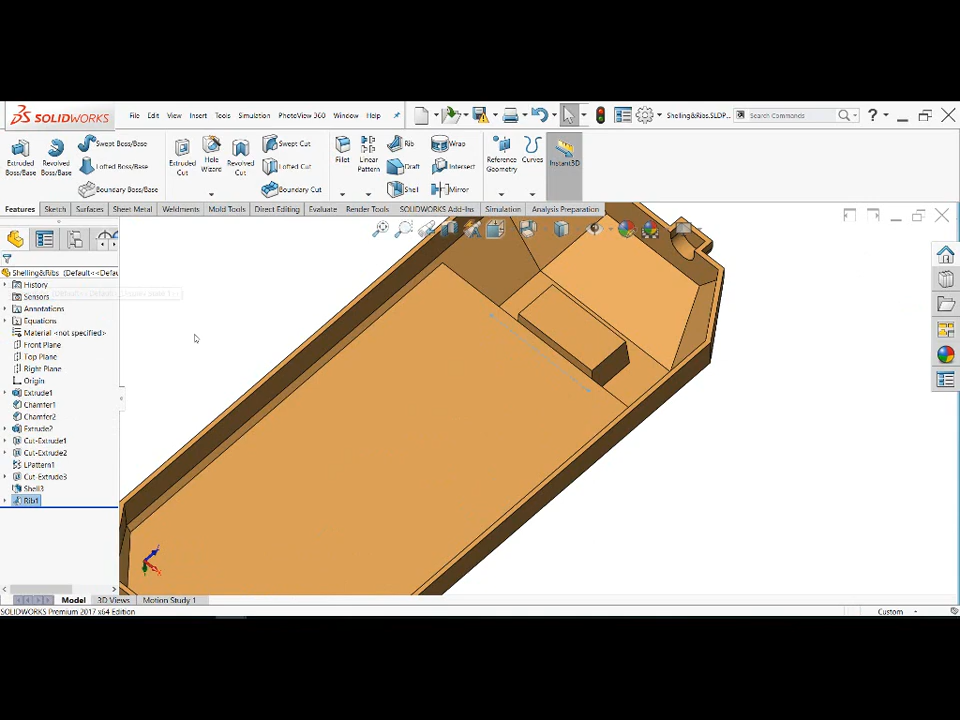 SOLIDWORKS File Edit View Insert Tools Simulation PhotoView 360 Window Help Shelling&Ribs.SLDP... Search Commands
Extruded Boss/Base Revolved Boss/Base Swept Boss/Base Lofted Boss/Base Boundary Boss/Base Extruded Cut Hole Wizard Revolved Cut Swept Cut Lofted Cut Boundary Cut Fillet Linear Pattern Rib Draft Shell Wrap Intersect Mirror Reference Geometry Curves Instant3D
Features Sketch Surfaces Sheet Metal Weldments Mold Tools Direct Editing Evaluate Render Tools SOLIDWORKS Add-Ins Simulation Analysis Preparation
Shelling&Ribs (Default<<Defau
History
Sensors
Annotations
Equations
Material <not specified>
Front Plane
Top Plane
Right Plane
Origin
Extrude1
Chamfer1
Chamfer2
Extrude2
Cut-Extrude1
Cut-Extrude2
LPattern1
Cut-Extrude3
Shell3
Rib1
Model 3D Views Motion Study 1
SOLIDWORKS Premium 2017 x64 Edition Custom